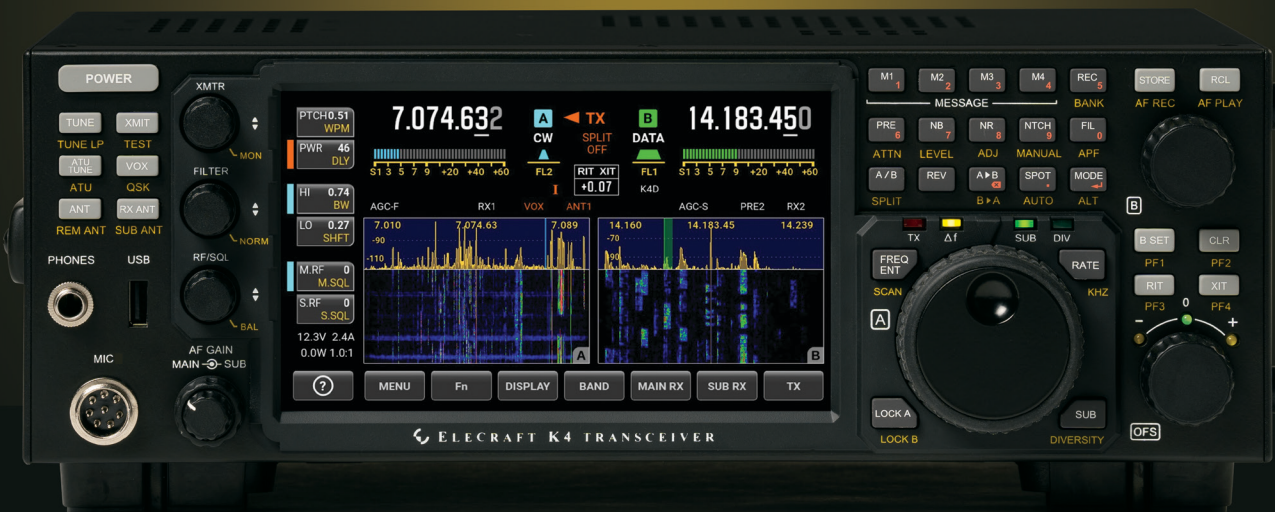 POWER
TUNE XMIT
TUNE LP TEST
ATU TUNE VOX
ATU QSK
ANT RX ANT
REM ANT SUB ANT
PHONES USB
MIC
XMTR
MON
FILTER
NORM
RF/SQL
BAL
AF GAIN
MAIN SUB
PTCH 0.51
WPM
PWR 46
DLY
HI 0.74
BW
LO 0.27
SHFT
M.RF 0
M.SQL
S.RF 0
S.SQL
12.3V 2.4A
0.0W 1.0:1
7.074.632 A TX B 14.183.450
CW SPLIT OFF DATA
S1 3 5 7 9 +20 +40 +60 FL2 RIT XIT FL1 S1 3 5 7 9 +20 +40 +60
I +0.07 K4D
AGC-F RX1 VOX ANT1 AGC-S PRE2 RX2
7.010 7.074.63 7.089 14.160 14.183.45 14.239
-90 -70
-110 -90
A B
? MENU Fn DISPLAY BAND MAIN RX SUB RX TX
ELECRAFT K4 TRANSCEIVER
M1 1 M2 2 M3 3 M4 4 REC 5
MESSAGE BANK
PRE 6 NB 7 NR 8 NTCH 9 FIL 0
ATTN LEVEL ADJ MANUAL APF
A/B REV A▶B SPOT . MODE
SPLIT B▶A AUTO ALT
TX Δf SUB DIV
FREQ ENT RATE
SCAN KHZ
A
LOCK A SUB
LOCK B DIVERSITY
STORE RCL
AF REC AF PLAY
B
B SET CLR
PF1 PF2
RIT XIT
PF3 PF4
0
- +
OFS